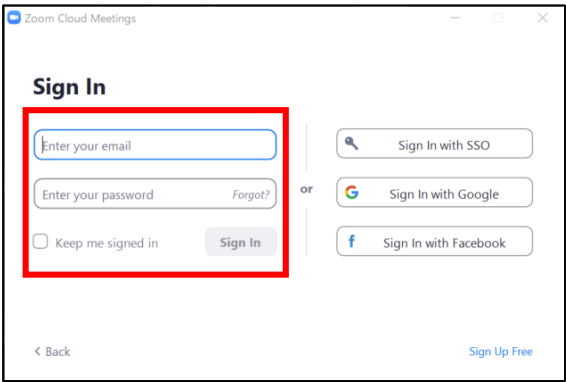 Zoom Cloud Meetings
Sign In
Enter your email
Enter your password Forgot?
Keep me signed in Sign In
or
Sign In with SSO
Sign In with Google
Sign In with Facebook
< Back
Sign Up Free